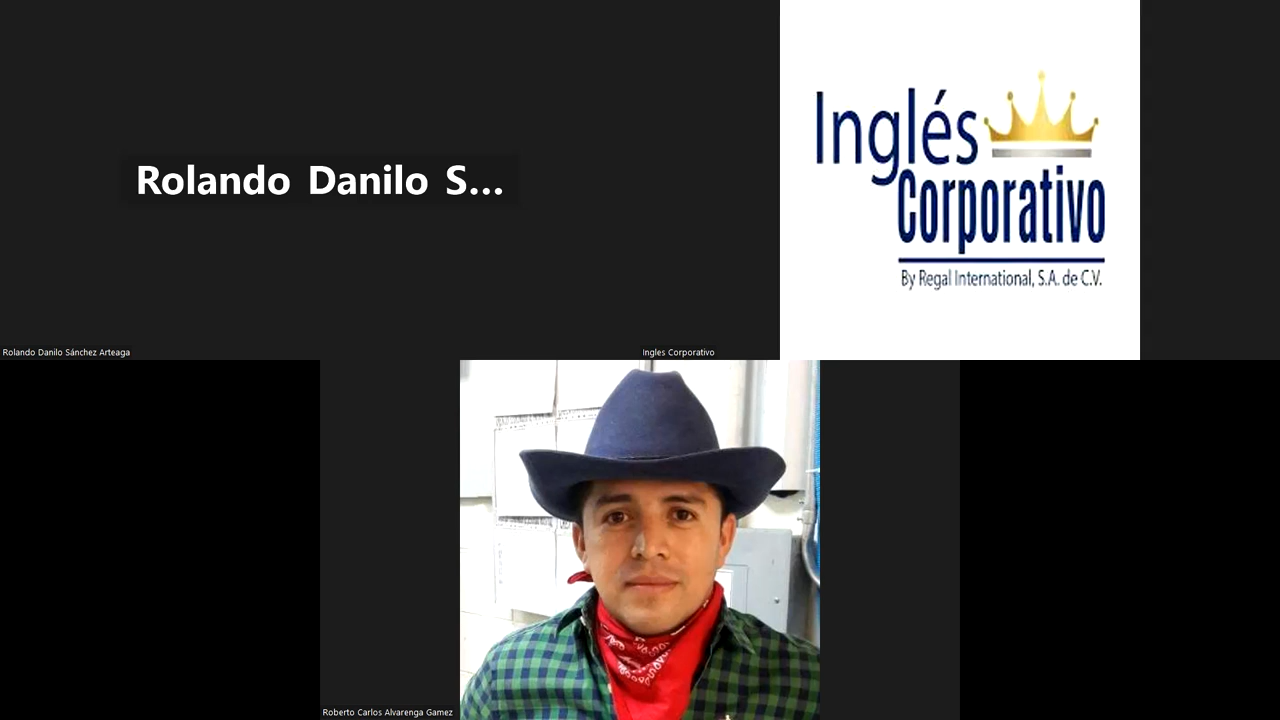 Rolando Danilo S...
Inglés
Corporativo
By Regal International, S.A. de C.V.
Rolando Danilo Sánchez Arteaga
Ingles Corporativo
Roberto Carlos Alvarenga Gamez